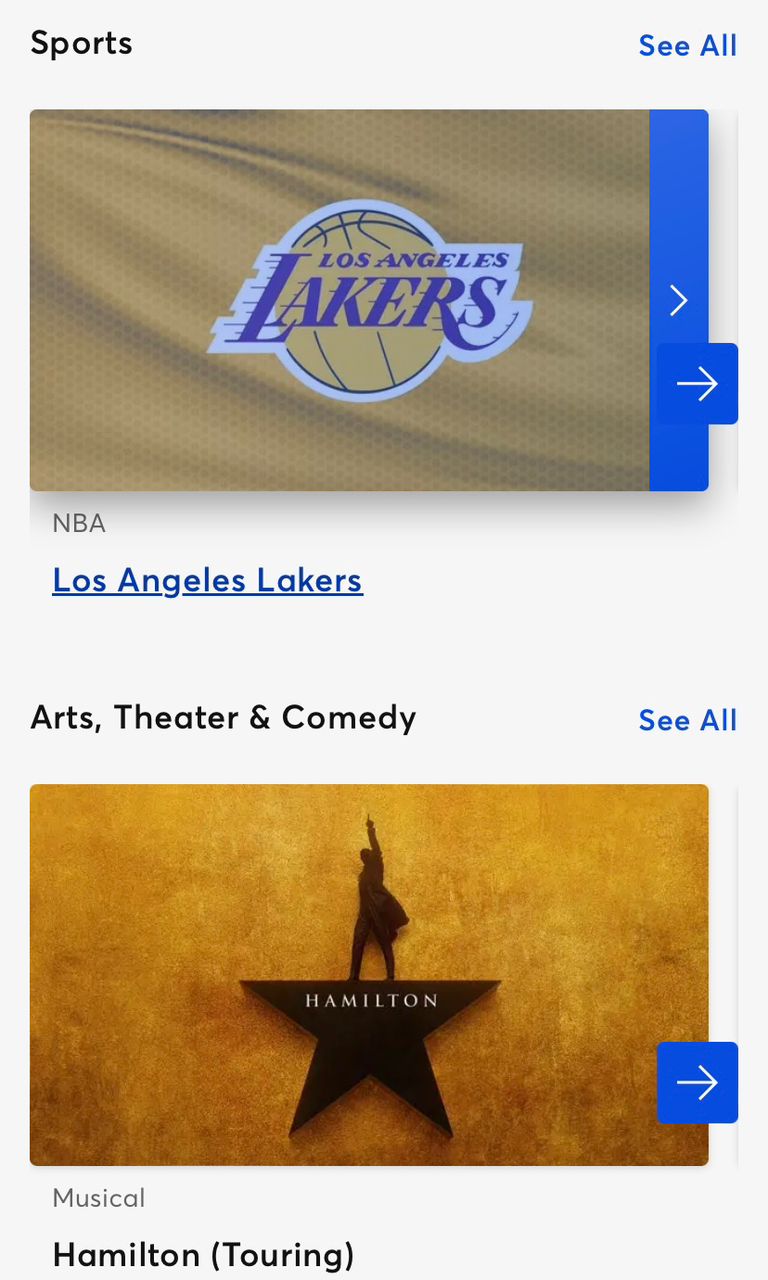 Sports
See All
LOS ANGELES
LAKERS
NBA
Los Angeles Lakers
Arts, Theater & Comedy
See All
HAMILTON
Musical
Hamilton (Touring)